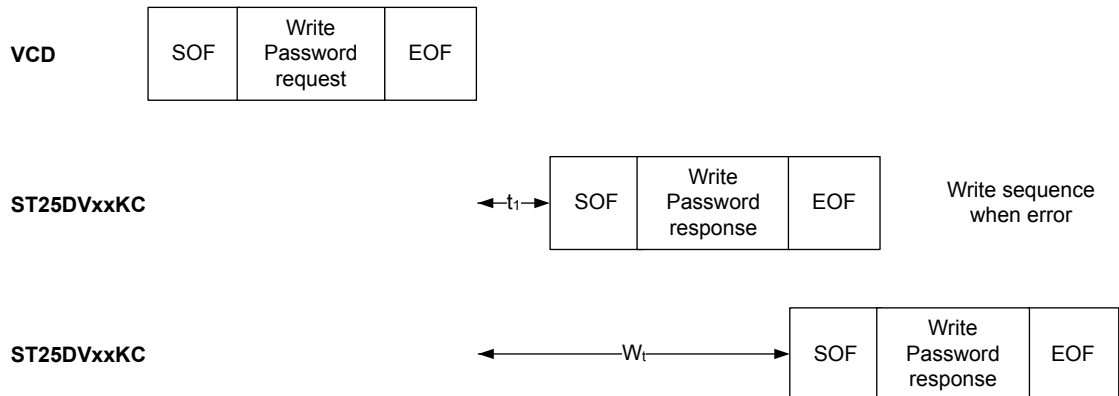 VCD SOF Write Password request EOF
ST25DVxxKC t1 SOF Write Password response EOF Write sequence when error
ST25DVxxKC Wt SOF Write Password response EOF